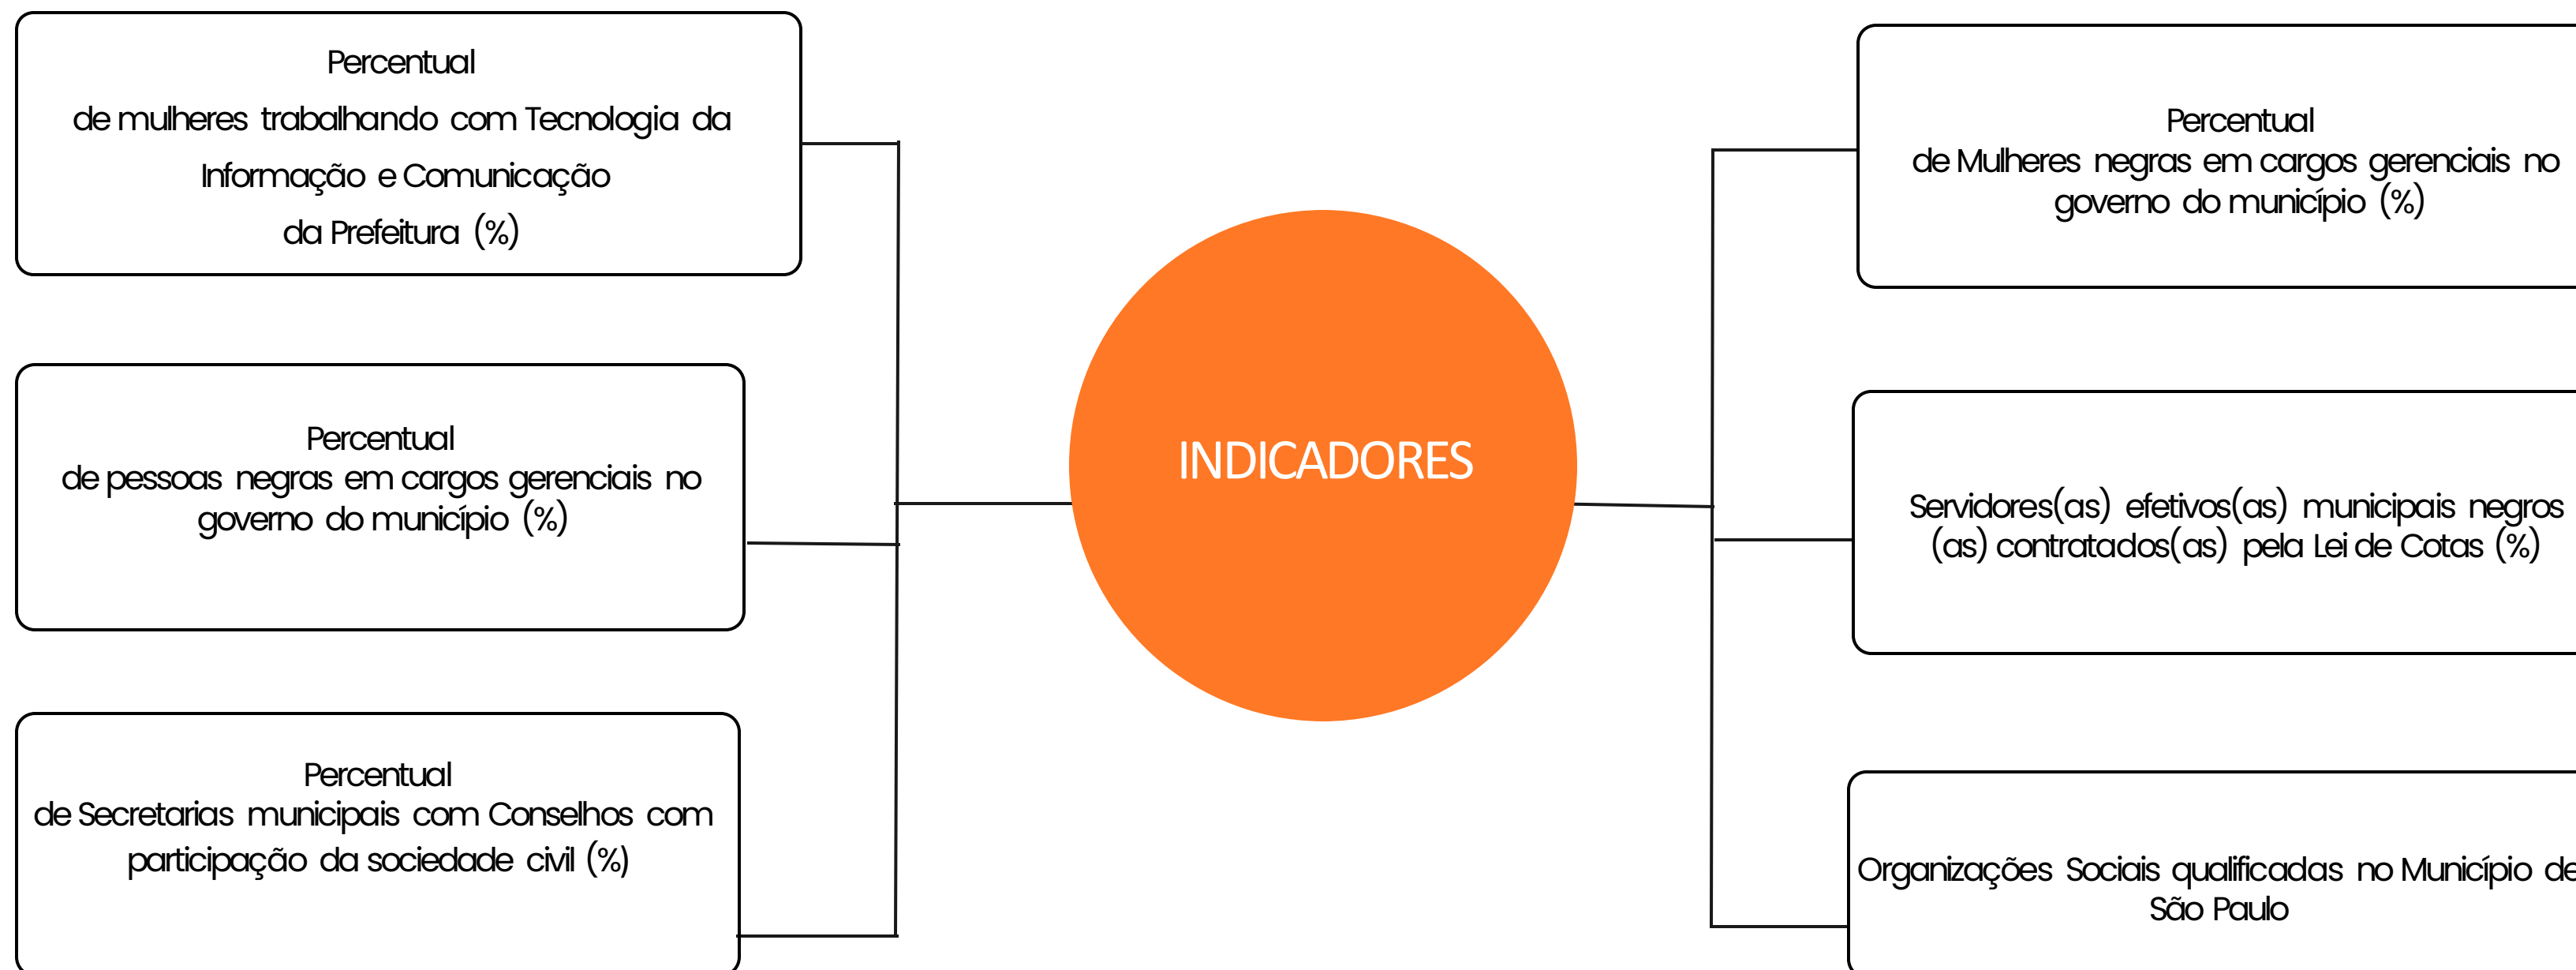 Percentual
de mulheres trabalhando com Tecnologia da
Informação e Comunicação
da Prefeitura (%)
Percentual
de pessoas negras em cargos gerenciais no
governo do município (%)
Percentual
de Secretarias municipais com Conselhos com
participação da sociedade civil (%)
INDICADORES
Percentual
de Mulheres negras em cargos gerenciais no
governo do município (%)
Servidores(as) efetivos(as) municipais negros
(as) contratados(as) pela Lei de Cotas (%)
Organizações Sociais qualificadas no Município de
São Paulo